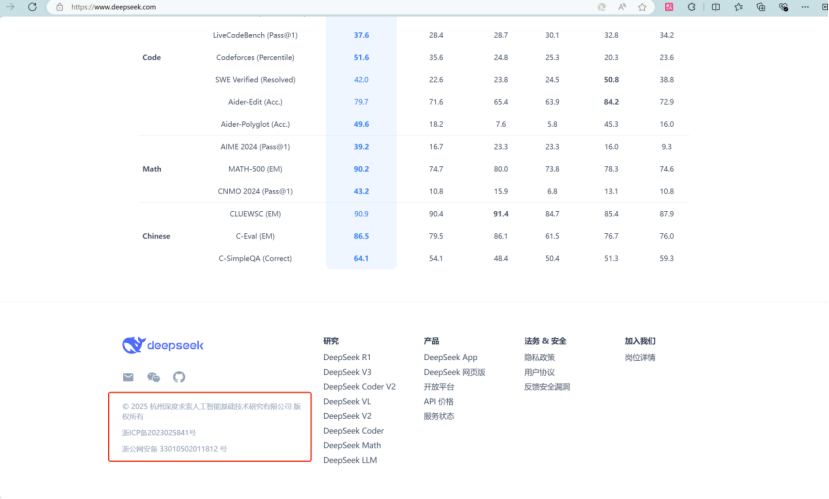 https://www.deepseek.com
LiveCodeBench (Pass@1) 37.6 28.4 28.7 30.1 32.8 34.2
Code Codeforces (Percentile) 51.6 35.6 24.8 25.3 20.3 23.6
SWE Verified (Resolved) 42.0 22.6 23.8 24.5 50.8 38.8
Aider-Edit (Acc.) 79.7 71.6 65.4 63.9 84.2 72.9
Aider-Polyglot (Acc.) 49.6 18.2 7.6 5.8 45.3 16.0
AIME 2024 (Pass@1) 39.2 16.7 23.3 23.3 16.0 9.3
Math MATH-500 (EM) 90.2 74.7 80.0 73.8 78.3 74.6
CNMO 2024 (Pass@1) 43.2 10.8 15.9 6.8 13.1 10.8
CLUEWSC (EM) 90.9 90.4 91.4 84.7 85.4 87.9
Chinese C-Eval (EM) 86.5 79.5 86.1 61.5 76.7 76.0
C-SimpleQA (Correct) 64.1 54.1 48.4 50.4 51.3 59.3
deepseek
© 2025 杭州深度求索人工智能基础技术研究有限公司 版
权所有
浙ICP备2023025841号
浙公网安备 33010502011812 号
研究
DeepSeek R1
DeepSeek V3
DeepSeek Coder V2
DeepSeek VL
DeepSeek V2
DeepSeek Coder
DeepSeek Math
DeepSeek LLM
产品
DeepSeek App
DeepSeek 网页版
开放平台
API 价格
服务状态
法务 & 安全
隐私政策
用户协议
反馈安全漏洞
加入我们
岗位详情